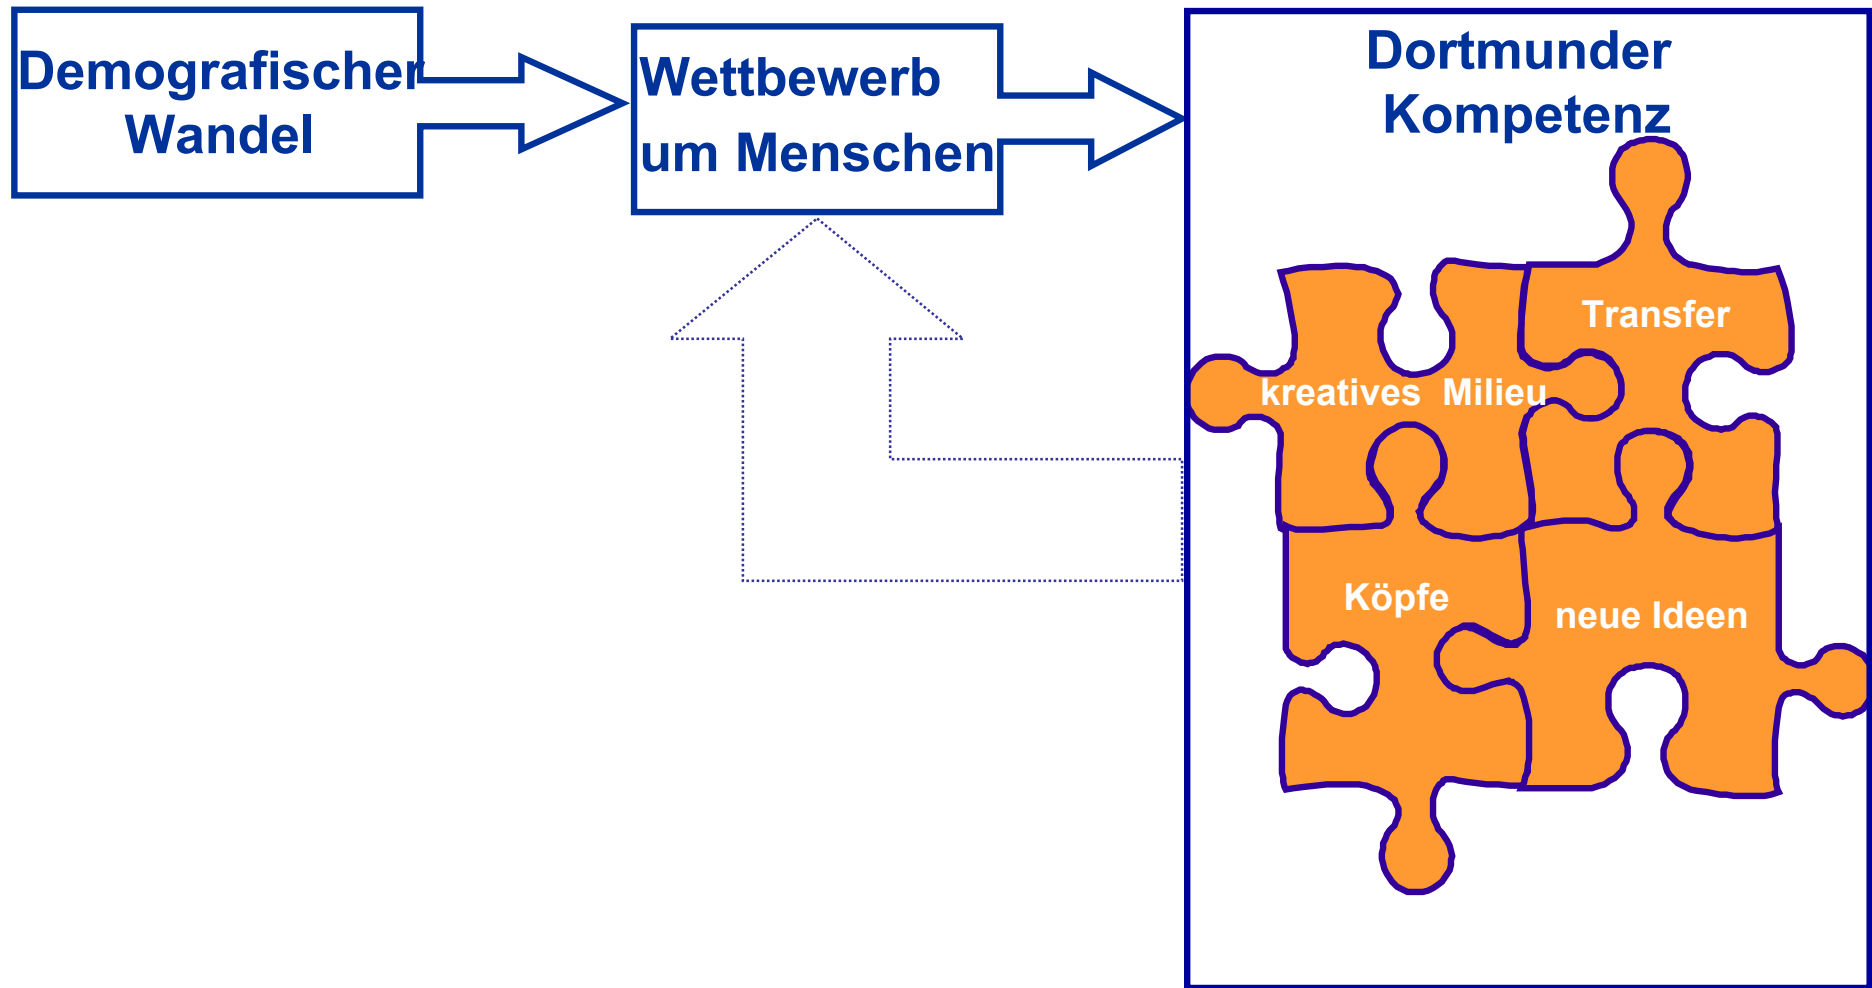 Demografischer
Wandel
Wettbewerb
um Menschen
Dortmunder
Kompetenz
Transfer
kreatives Milieu
Köpfe
neue Ideen